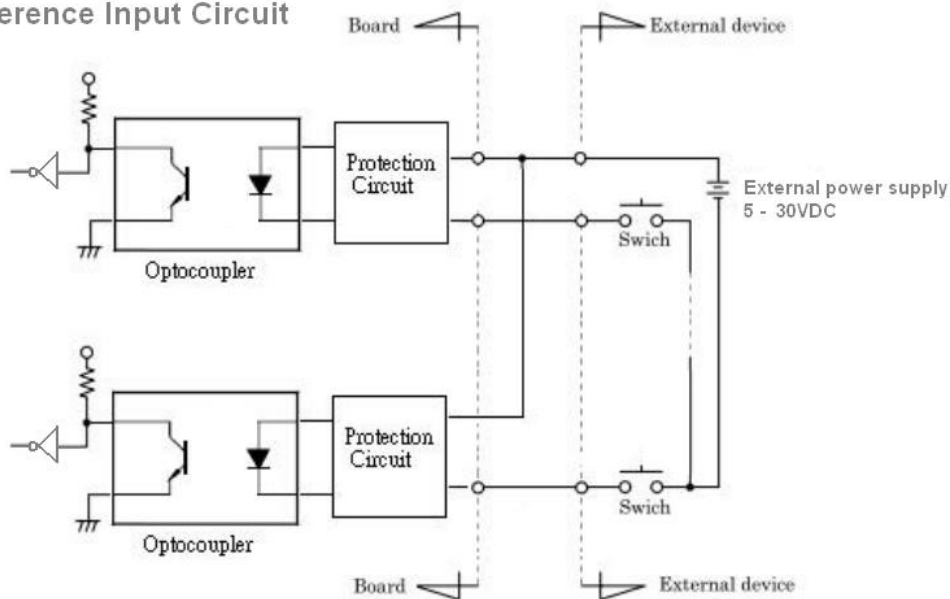 erence Input Circuit
Board
External device
Protection
Circuit
External power supply
5 - 30VDC
Swich
Optocoupler
Protection
Circuit
Swich
Optocoupler
Board
External device